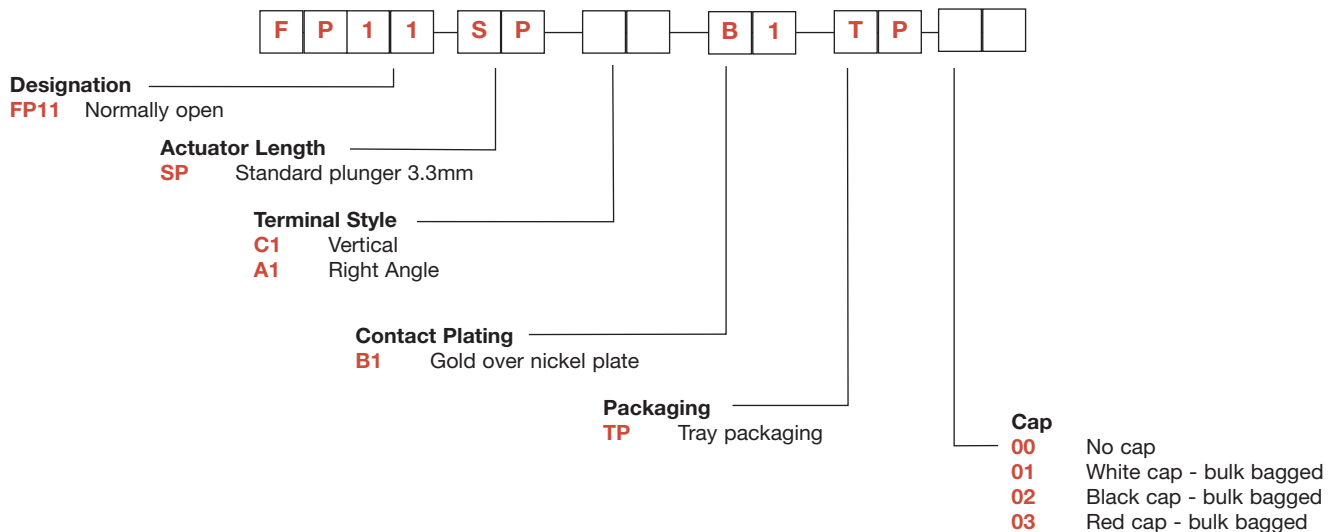 F P 1 1 S P B 1 T P
Designation
FP11 Normally open
Actuator Length
SP Standard plunger 3.3mm
Terminal Style
C1 Vertical
A1 Right Angle
Contact Plating
B1 Gold over nickel plate
Packaging
TP Tray packaging
Cap
00 No cap
01 White cap - bulk bagged
02 Black cap - bulk bagged
03 Red cap - bulk bagged